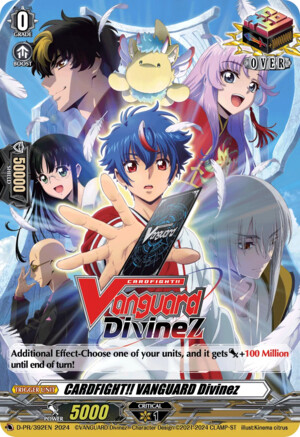 0
GRADE
OVER
BOOST
50000
SHIELD
CARDFIGHT!!
Vanguard
DivineZ
Additional Effect-Choose one of your units, and it gets +100 Million
until end of turn!
TRIGGER UNIT
CARDFIGHT!! VANGUARD Divinez
POWER
5000
CRITICAL
1
D-PR/392EN 2024 ©VANGUARD Divinez Character Design ©2021-2024 CLAMP・ST illust:Kinema citrus